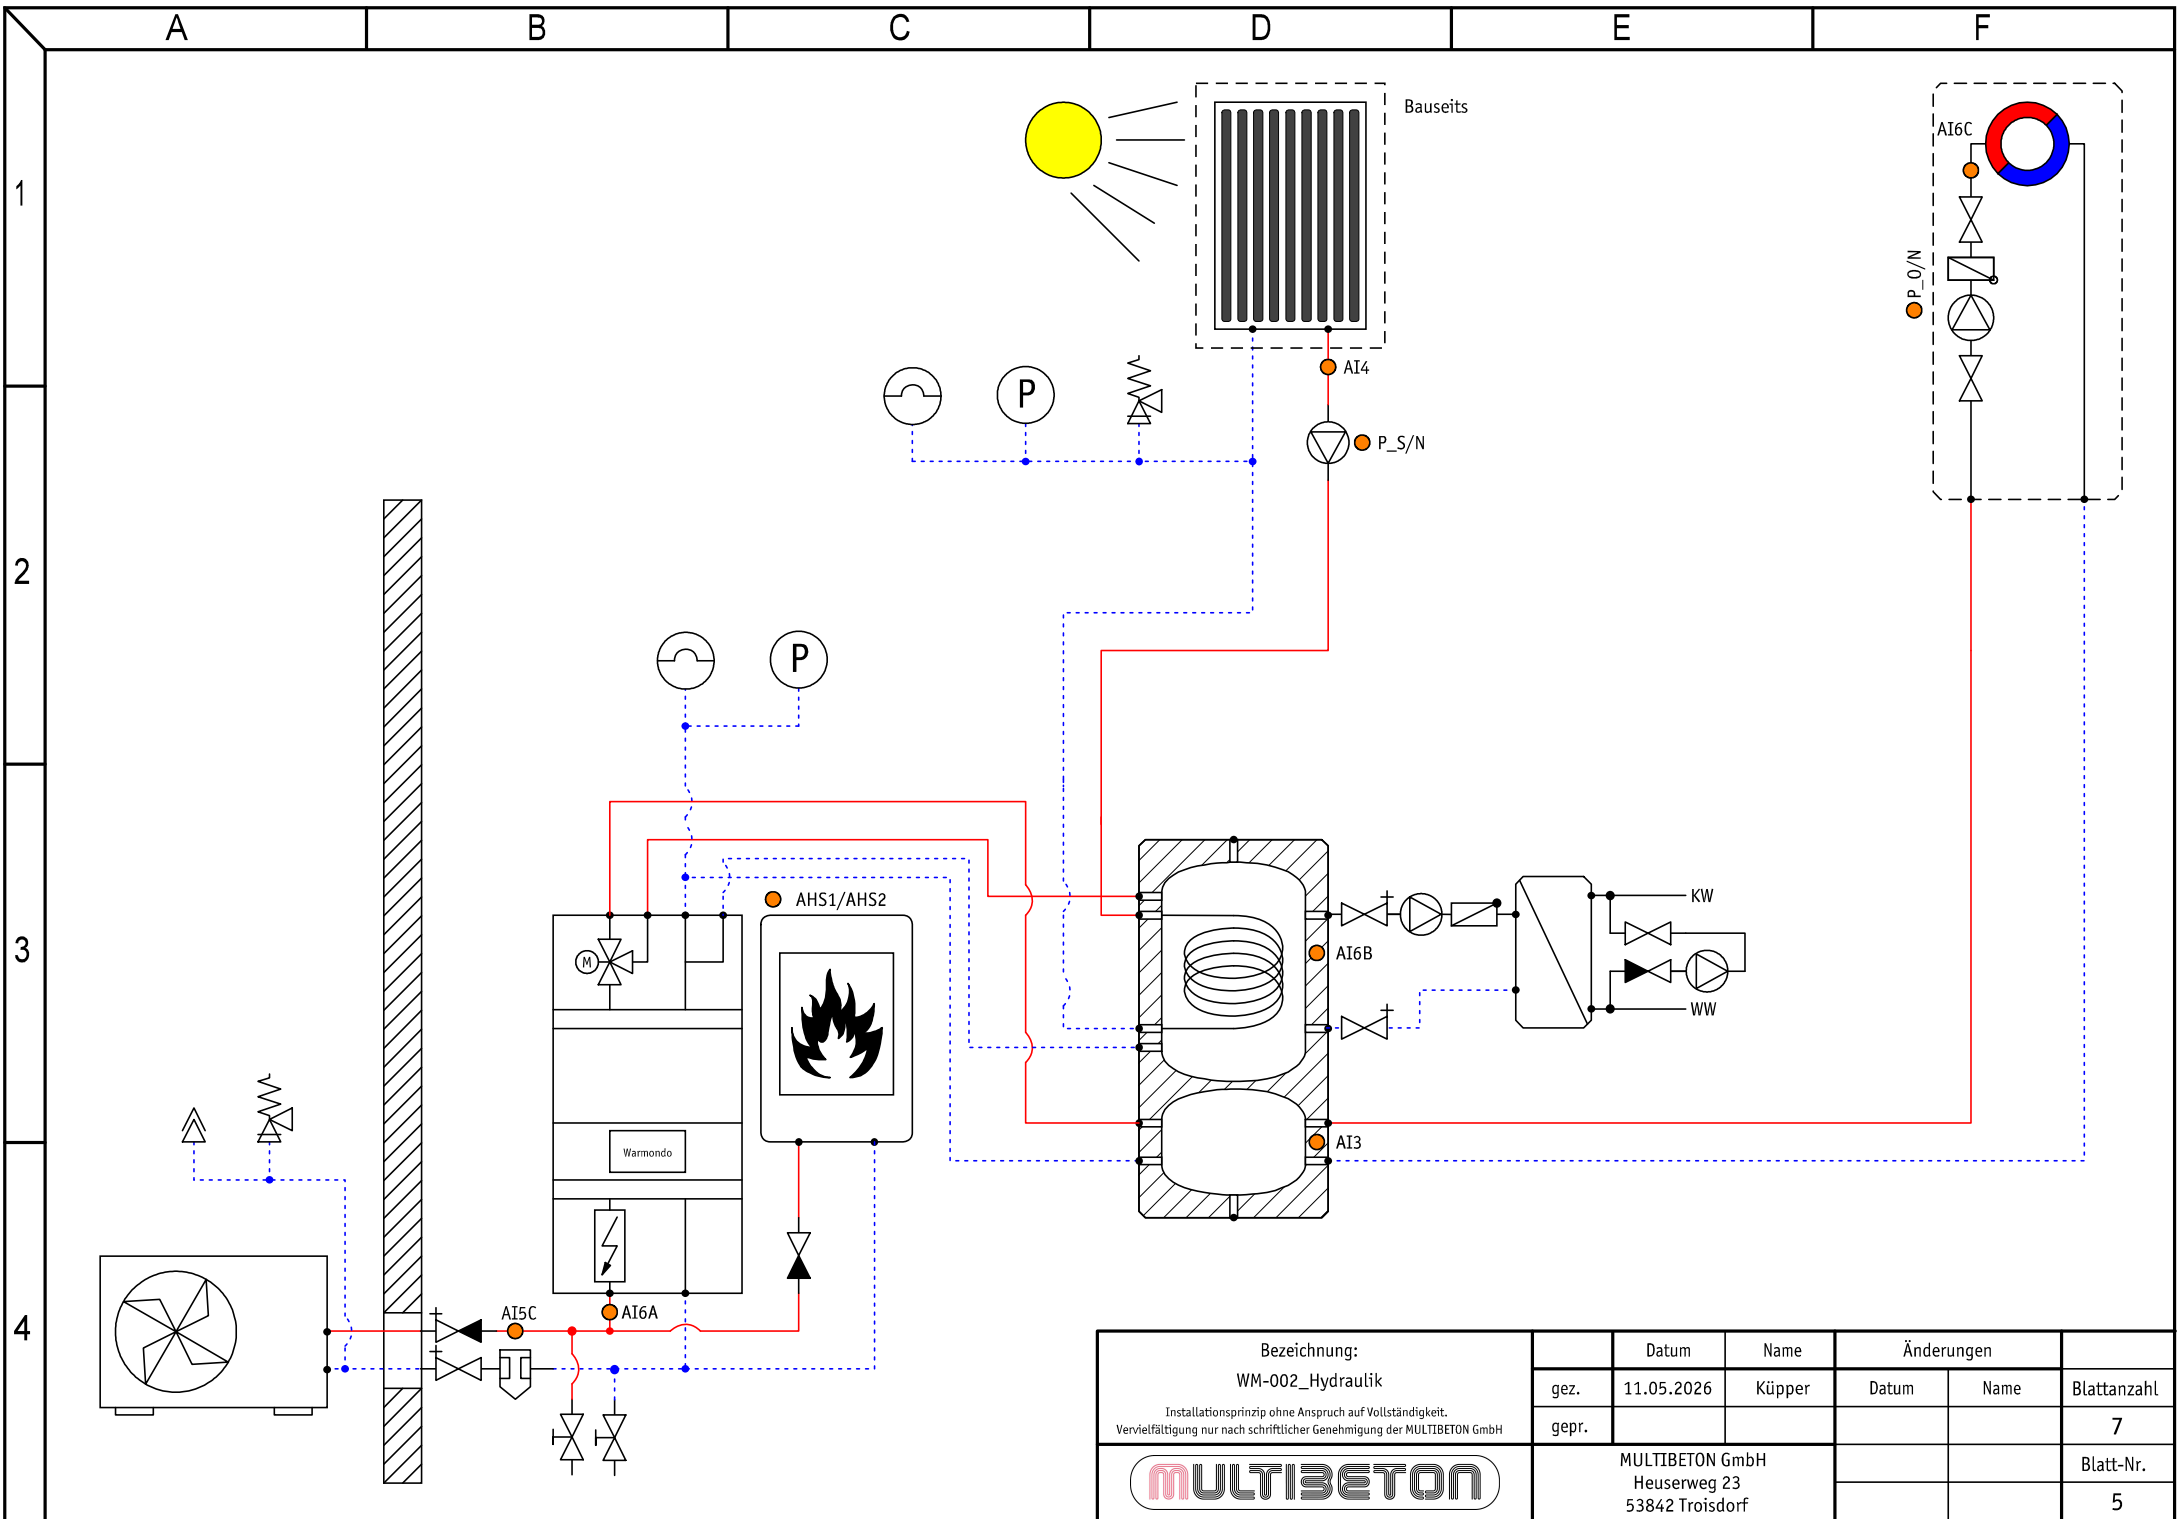 A B C D E F
1
2
3
4
Bauseits
AI6C
P_O/N
AI4
P
P_S/N
P
AHS1/AHS2
M
Warmondo
AI6B
KW
WW
AI3
AI5C
AI6A
Bezeichnung:
WM-002_Hydraulik
Installationsprinzip ohne Anspruch auf Vollständigkeit.
Vervielfältigung nur nach schriftlicher Genehmigung der MULTIBETON GmbH
MULTIBETON
Datum Name Änderungen
gez. 11.05.2026 Küpper Datum Name Blattanzahl
gepr. 7
MULTIBETON GmbH
Heuserweg 23
53842 Troisdorf
Blatt-Nr.
5